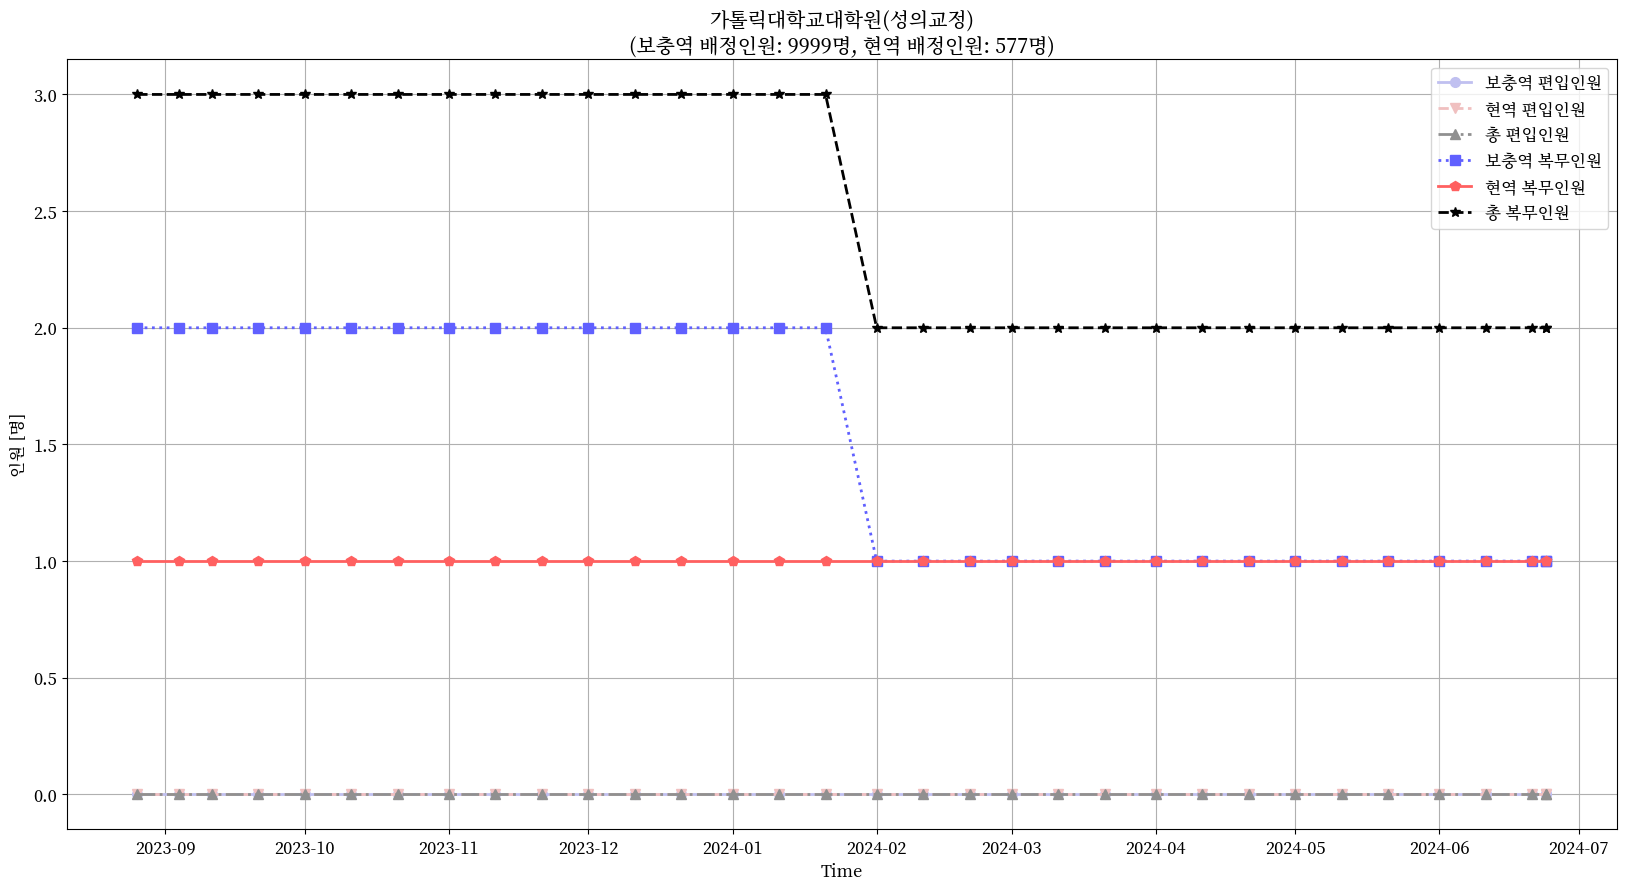 가톨릭대학교대학원(성의교정)
(보충역 배정인원: 9999명, 현역 배정인원: 577명)
보충역 편입인원
현역 편입인원
총 편입인원
보충역 복무인원
현역 복무인원
총 복무인원
인원 [명]
3.0
2.5
2.0
1.5
1.0
0.5
0.0
2023-09 2023-10 2023-11 2023-12 2024-01 2024-02 2024-03 2024-04 2024-05 2024-06 2024-07
Time